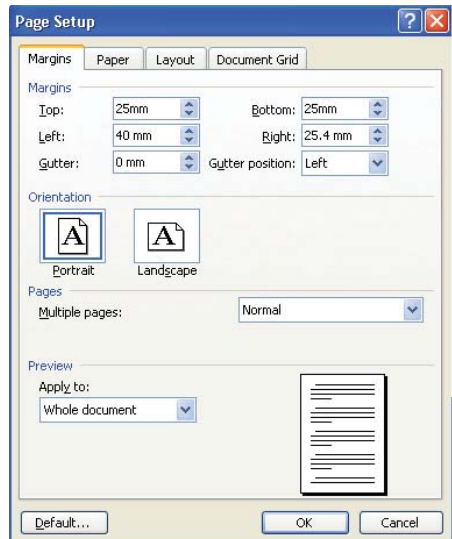 Page Setup
Margins Paper Layout Document Grid
Margins
Top: 25mm Bottom: 25mm
Left: 40 mm Right: 25.4 mm
Gutter: 0 mm Gutter position: Left
Orientation
A A
Portrait Landscape
Pages
Multiple pages: Normal
Preview
Apply to:
Whole document
Default... OK Cancel